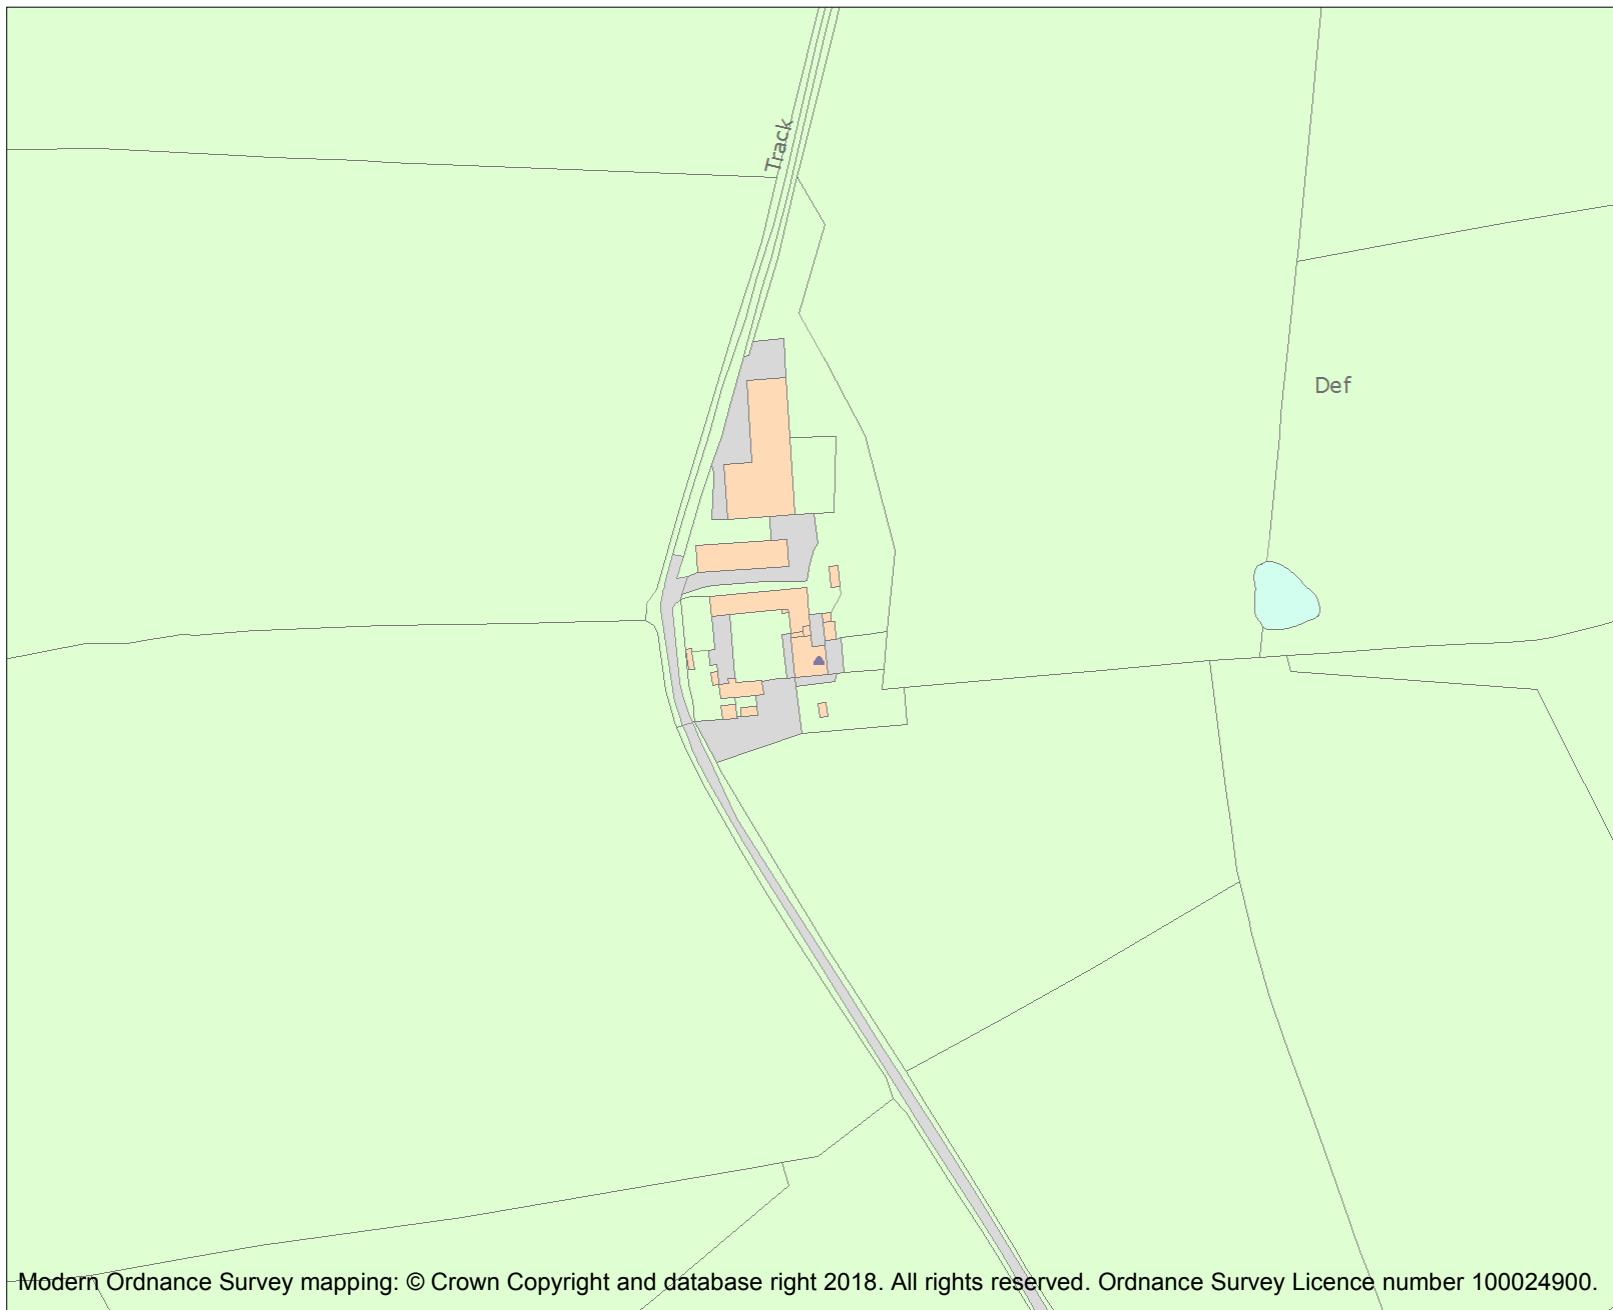 Track
Def
Modern Ordnance Survey mapping: © Crown Copyright and database right 2018. All rights reserved. Ordnance Survey Licence number 100024900.